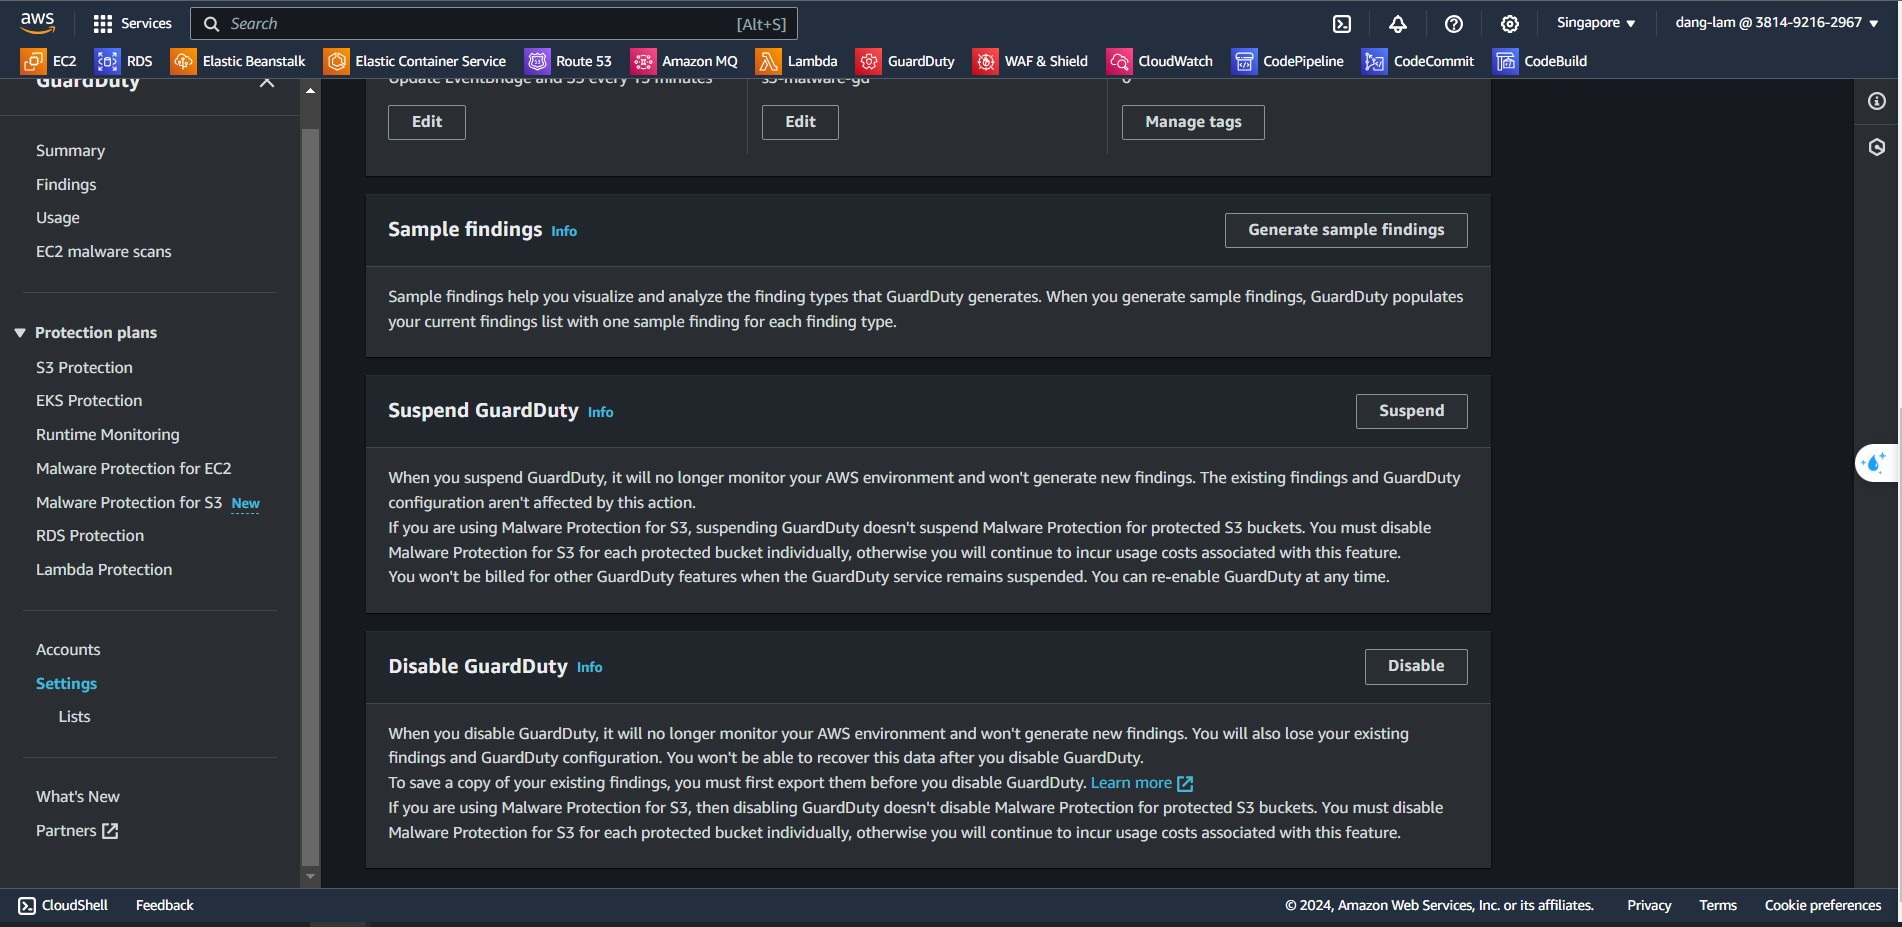 aws
Services
Search
[Alt+S]
Singapore
dang-lam @ 3814-9216-2967
EC2
RDS
Elastic Beanstalk
Elastic Container Service
Route 53
Amazon MQ
Lambda
GuardDuty
WAF & Shield
CloudWatch
CodePipeline
CodeCommit
CodeBuild
GuardDuty
Summary
Findings
Usage
EC2 malware scans
Protection plans
S3 Protection
EKS Protection
Runtime Monitoring
Malware Protection for EC2
Malware Protection for S3 New
RDS Protection
Lambda Protection
Accounts
Settings
Lists
What's New
Partners
Update EventBridge and S3 every 15 minutes
s3-malware-gd
Edit
Edit
Manage tags
Sample findings Info
Generate sample findings
Sample findings help you visualize and analyze the finding types that GuardDuty generates. When you generate sample findings, GuardDuty populates
your current findings list with one sample finding for each finding type.
Suspend GuardDuty Info
Suspend
When you suspend GuardDuty, it will no longer monitor your AWS environment and won't generate new findings. The existing findings and GuardDuty
configuration aren't affected by this action.
If you are using Malware Protection for S3, suspending GuardDuty doesn't suspend Malware Protection for protected S3 buckets. You must disable
Malware Protection for S3 for each protected bucket individually, otherwise you will continue to incur usage costs associated with this feature.
You won't be billed for other GuardDuty features when the GuardDuty service remains suspended. You can re-enable GuardDuty at any time.
Disable GuardDuty Info
Disable
When you disable GuardDuty, it will no longer monitor your AWS environment and won't generate new findings. You will also lose your existing
findings and GuardDuty configuration. You won't be able to recover this data after you disable GuardDuty.
To save a copy of your existing findings, you must first export them before you disable GuardDuty. Learn more
If you are using Malware Protection for S3, then disabling GuardDuty doesn't disable Malware Protection for protected S3 buckets. You must disable
Malware Protection for S3 for each protected bucket individually, otherwise you will continue to incur usage costs associated with this feature.
CloudShell
Feedback
© 2024, Amazon Web Services, Inc. or its affiliates.
Privacy
Terms
Cookie preferences